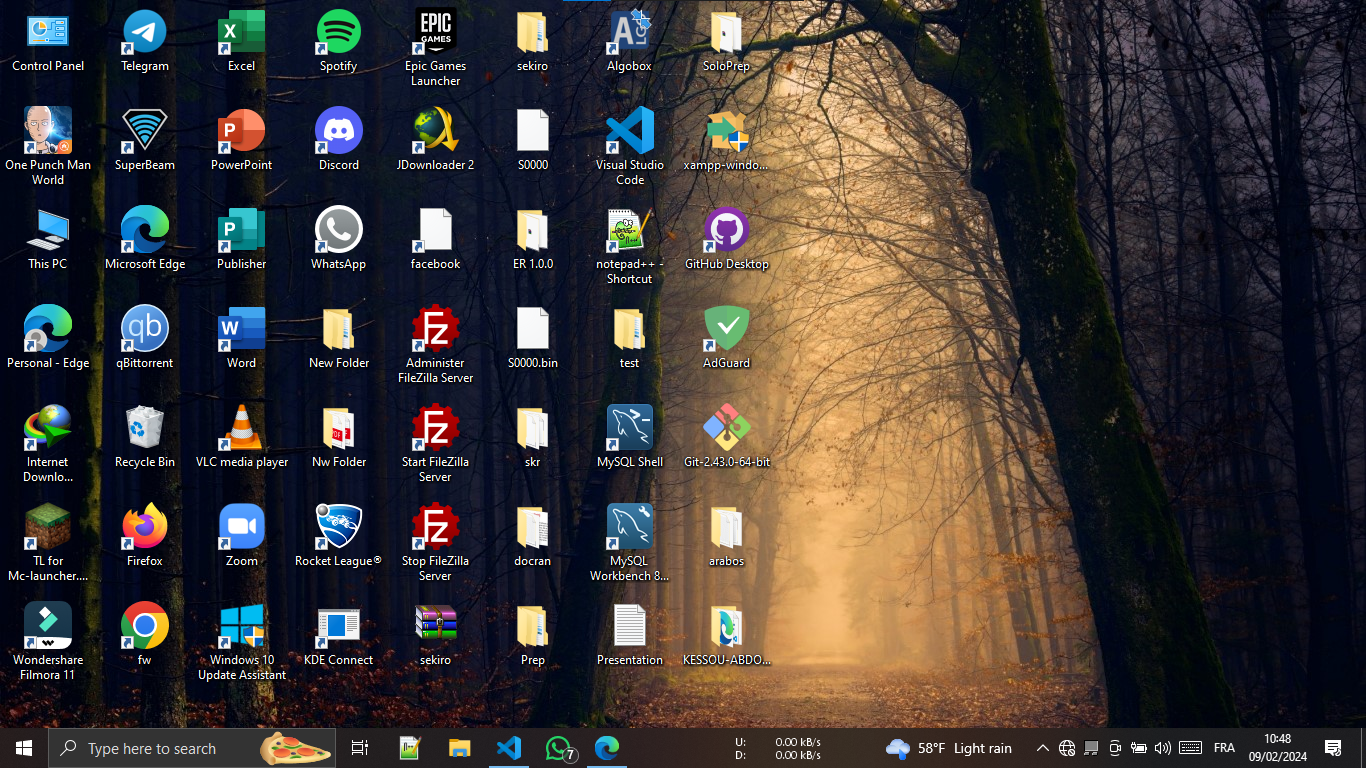 Control Panel
Telegram
Excel
Spotify
EPIC
GAMES
Epic Games
Launcher
sekiro
Algobox
SoloPrep
One Punch Man
World
SuperBeam
PowerPoint
Discord
JDownloader 2
S0000
Visual Studio
Code
xampp-windo...
This PC
Microsoft Edge
Publisher
WhatsApp
facebook
ER 1.0.0
notepad++ -
Shortcut
GitHub Desktop
Personal - Edge
qb
qBittorrent
Word
New Folder
Fz
Administer
FileZilla Server
S0000.bin
test
AdGuard
Internet
Downlo...
Recycle Bin
VLC media player
PDF
Nw Folder
Fz
Start FileZilla
Server
skr
MySQL Shell
Git-2.43.0-64-bit
TL for
Mc-launcher....
Firefox
Zoom
Rocket League®
Fz
Stop FileZilla
Server
docran
MySQL
Workbench 8...
arabos
Wondershare
Filmora 11
fw
Windows 10
Update Assistant
KDE Connect
sekiro
Prep
Presentation
KESSOU-ABDO...
Type here to search
7
U: 0.00 kB/s
D: 0.00 kB/s
58°F Light rain
FRA
10:48
09/02/2024